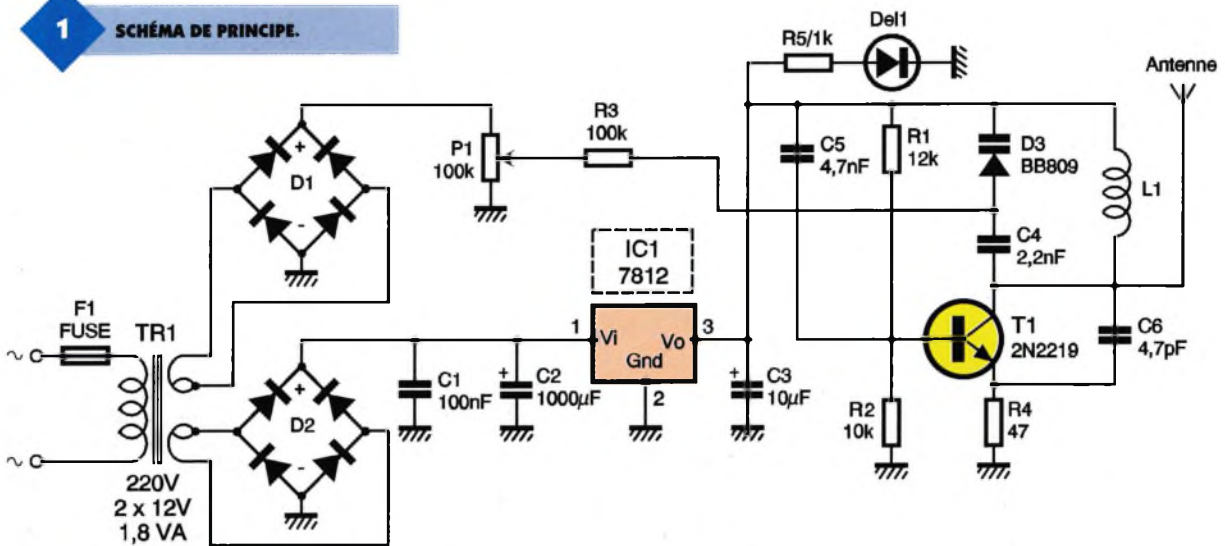 1 SCHÉMA DE PRINCIPE.
Del1
R5/1k
Antenne
R3
100k
P1
100k
C5
4,7nF
R1
12k
D3
BB809
L1
+
D1
-
C4
2,2nF
IC1
7812
F1
FUSE
TR1
1
Vi
Vo
3
Gnd
2
T1
2N2219
C6
4,7pF
+
D2
-
C1
100nF
+
C2
1000µF
+
C3
10µF
R2
10k
R4
47
~
~
220V
2 x 12V
1,8 VA